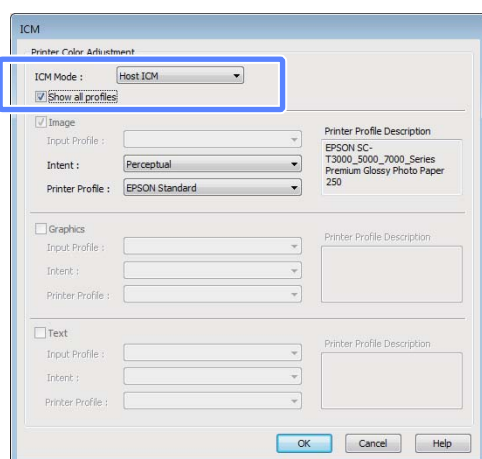 ICM
Printer Color Adjustment
ICM Mode : Host ICM
Show all profiles
Image
Input Profile :
Intent : Perceptual
Printer Profile : EPSON Standard
Printer Profile Description
EPSON SC-
T3000_5000_7000_Series
Premium Glossy Photo Paper
250
Graphics
Input Profile :
Intent :
Printer Profile :
Printer Profile Description
Text
Input Profile :
Intent :
Printer Profile :
Printer Profile Description
OK Cancel Help